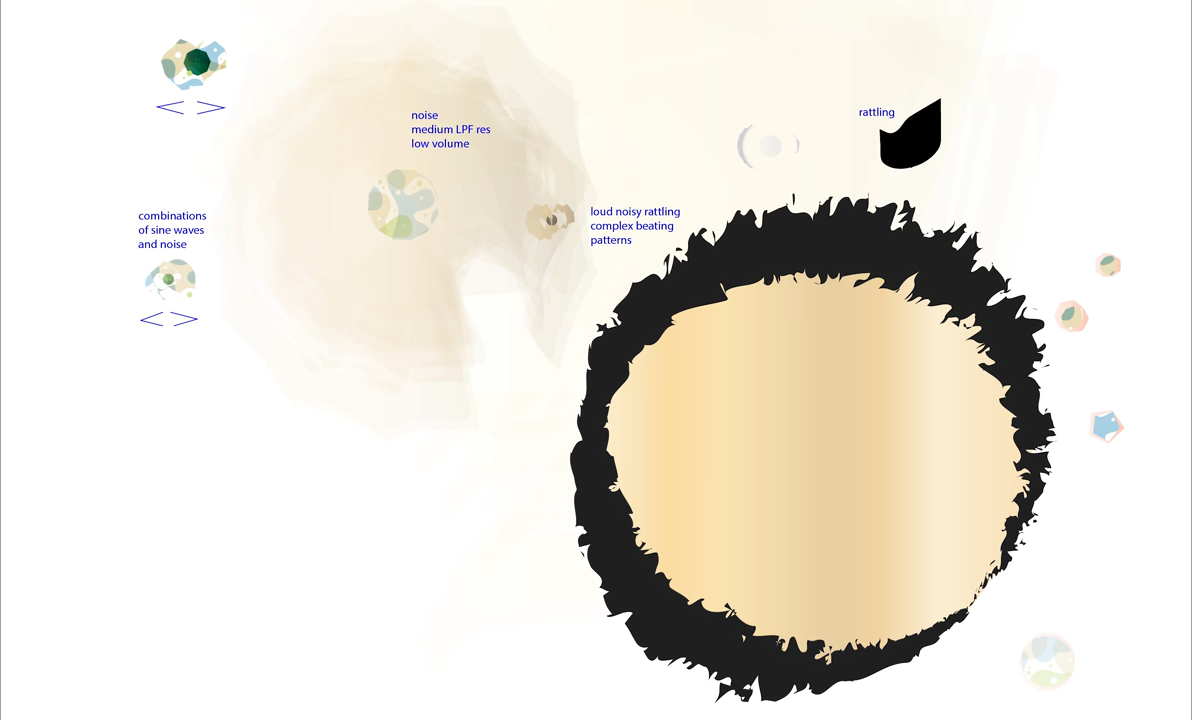 noise
medium LPF res
low volume
rattling
combinations
of sine waves
and noise
loud noisy rattling
complex beating
patterns